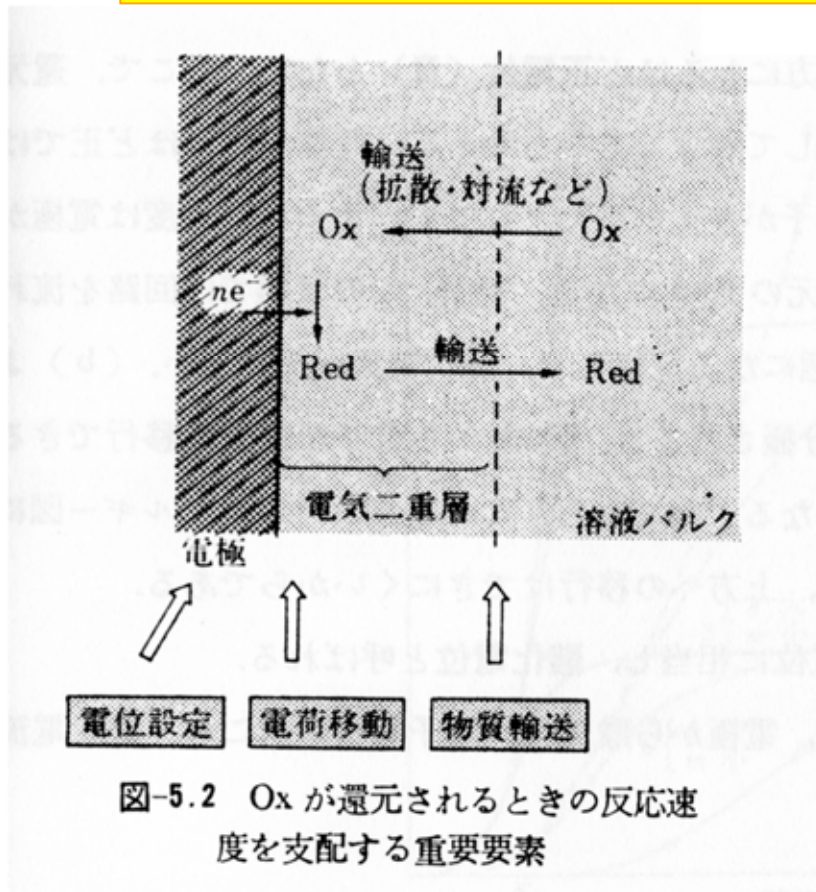 輸送
(拡散・対流など)
Ox Ox
ne⁻
輸送
Red Red
電気二重層
溶液バルク
電極
電位設定 電荷移動 物質輸送
図-5.2 Ox が還元されるときの反応速
度を支配する重要要素